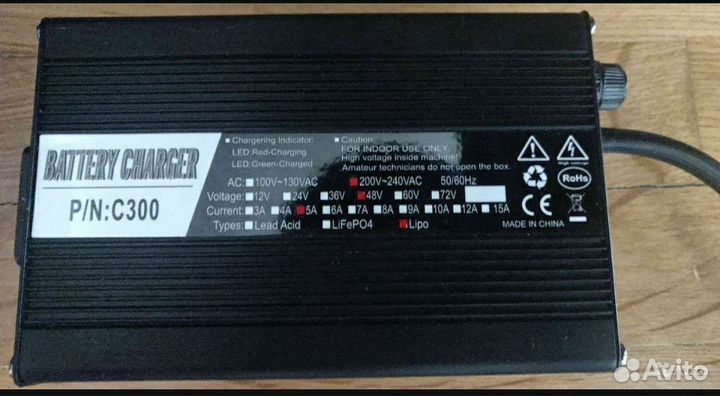 BATTERY CHARGER
P/N:C300
Chargering Indicator:
LED:Red-Charging
LED:Green-Charged
Caution:
FOR INDOOR USE ONLY.
High voltage inside machinet
Amateur technicians do not open the box.
AC: 100V~130VAC 200V~240VAC 50/60Hz
Voltage: 12V 24V 36V 48V 60V 72V
Current: 3A 4A 5A 6A 7A 8A 9A 10A 12A 15A
Types: Lead Acid LiFePO4 Lipo
RoHS
CE
MADE IN CHINA
Avito